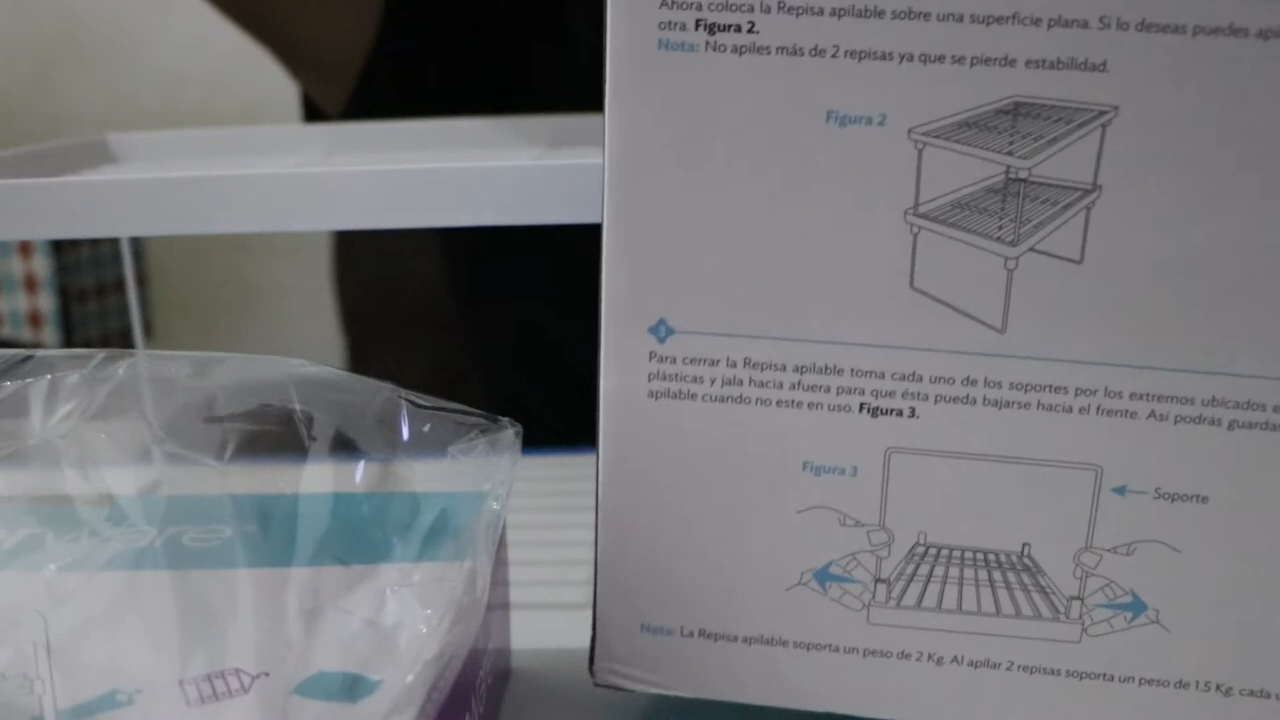 Ahora coloca la Repisa apilable sobre una superficie plana. Si lo deseas puedes
otra. Figura 2.
Nota: No apiles más de 2 repisas ya que se pierde estabilidad.
Figura 2
3
Para cerrar la Repisa apilable toma cada uno de los soportes por los extremos ubicados
plásticas y jala hacia afuera para que ésta pueda bajarse hacia el frente. Así podrás
apilable cuando no este en uso. Figura 3.
Figura 3
Soporte
Nota: La Repisa apilable soporta un peso de 2 Kg. Al apilar 2 repisas soporta un peso de 1.5 Kg. cada